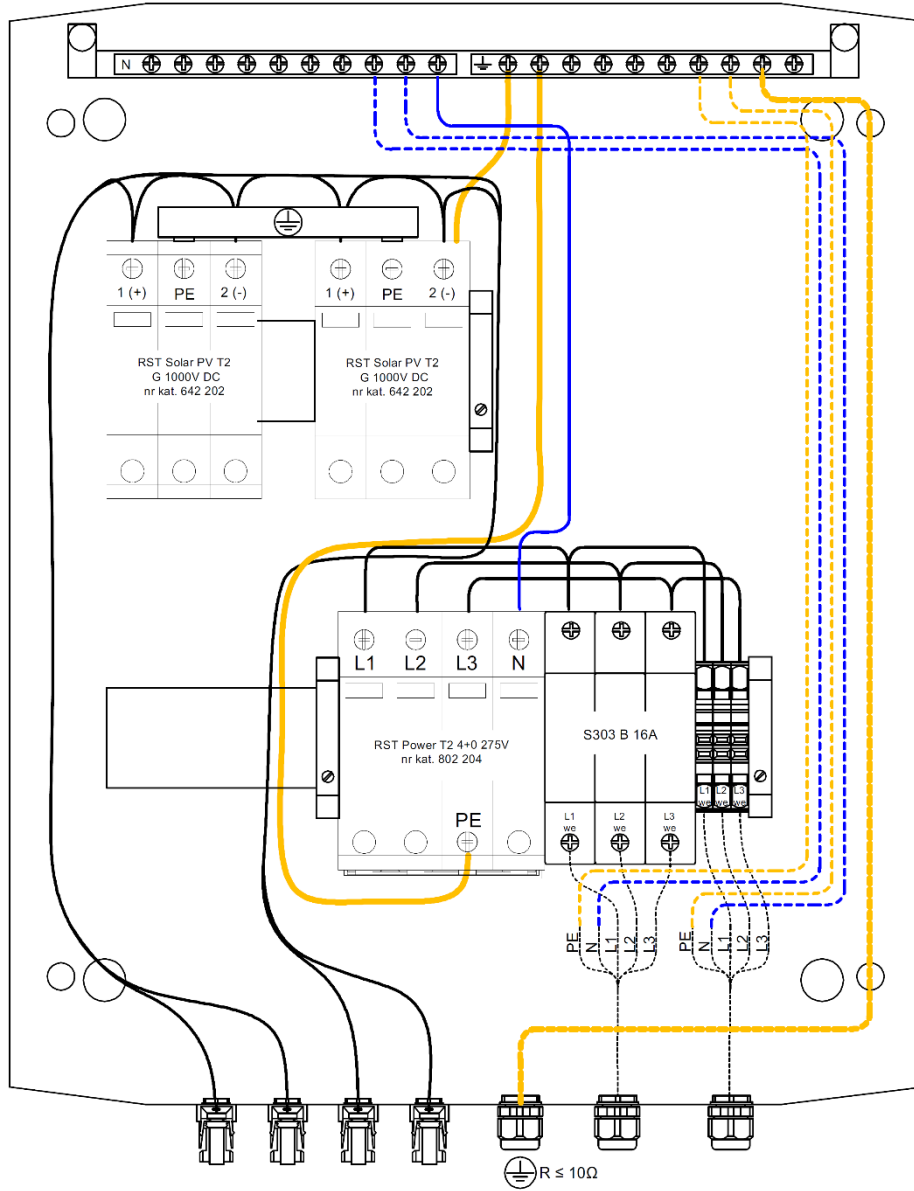 N
1 (+) PE 2 (-)
1 (+) PE 2 (-)
RST Solar PV T2
G 1000V DC
nr kat. 642 202
RST Solar PV T2
G 1000V DC
nr kat. 642 202
L1 L2 L3 N
RST Power T2 4+0 275V
nr kat. 802 204
PE
S303 B 16A
L1
we
L2
we
L3
we
L1
we
L2
we
L3
we
PE
N
L1
L2
L3
PE
N
L1
L2
L3
R ≤ 10Ω